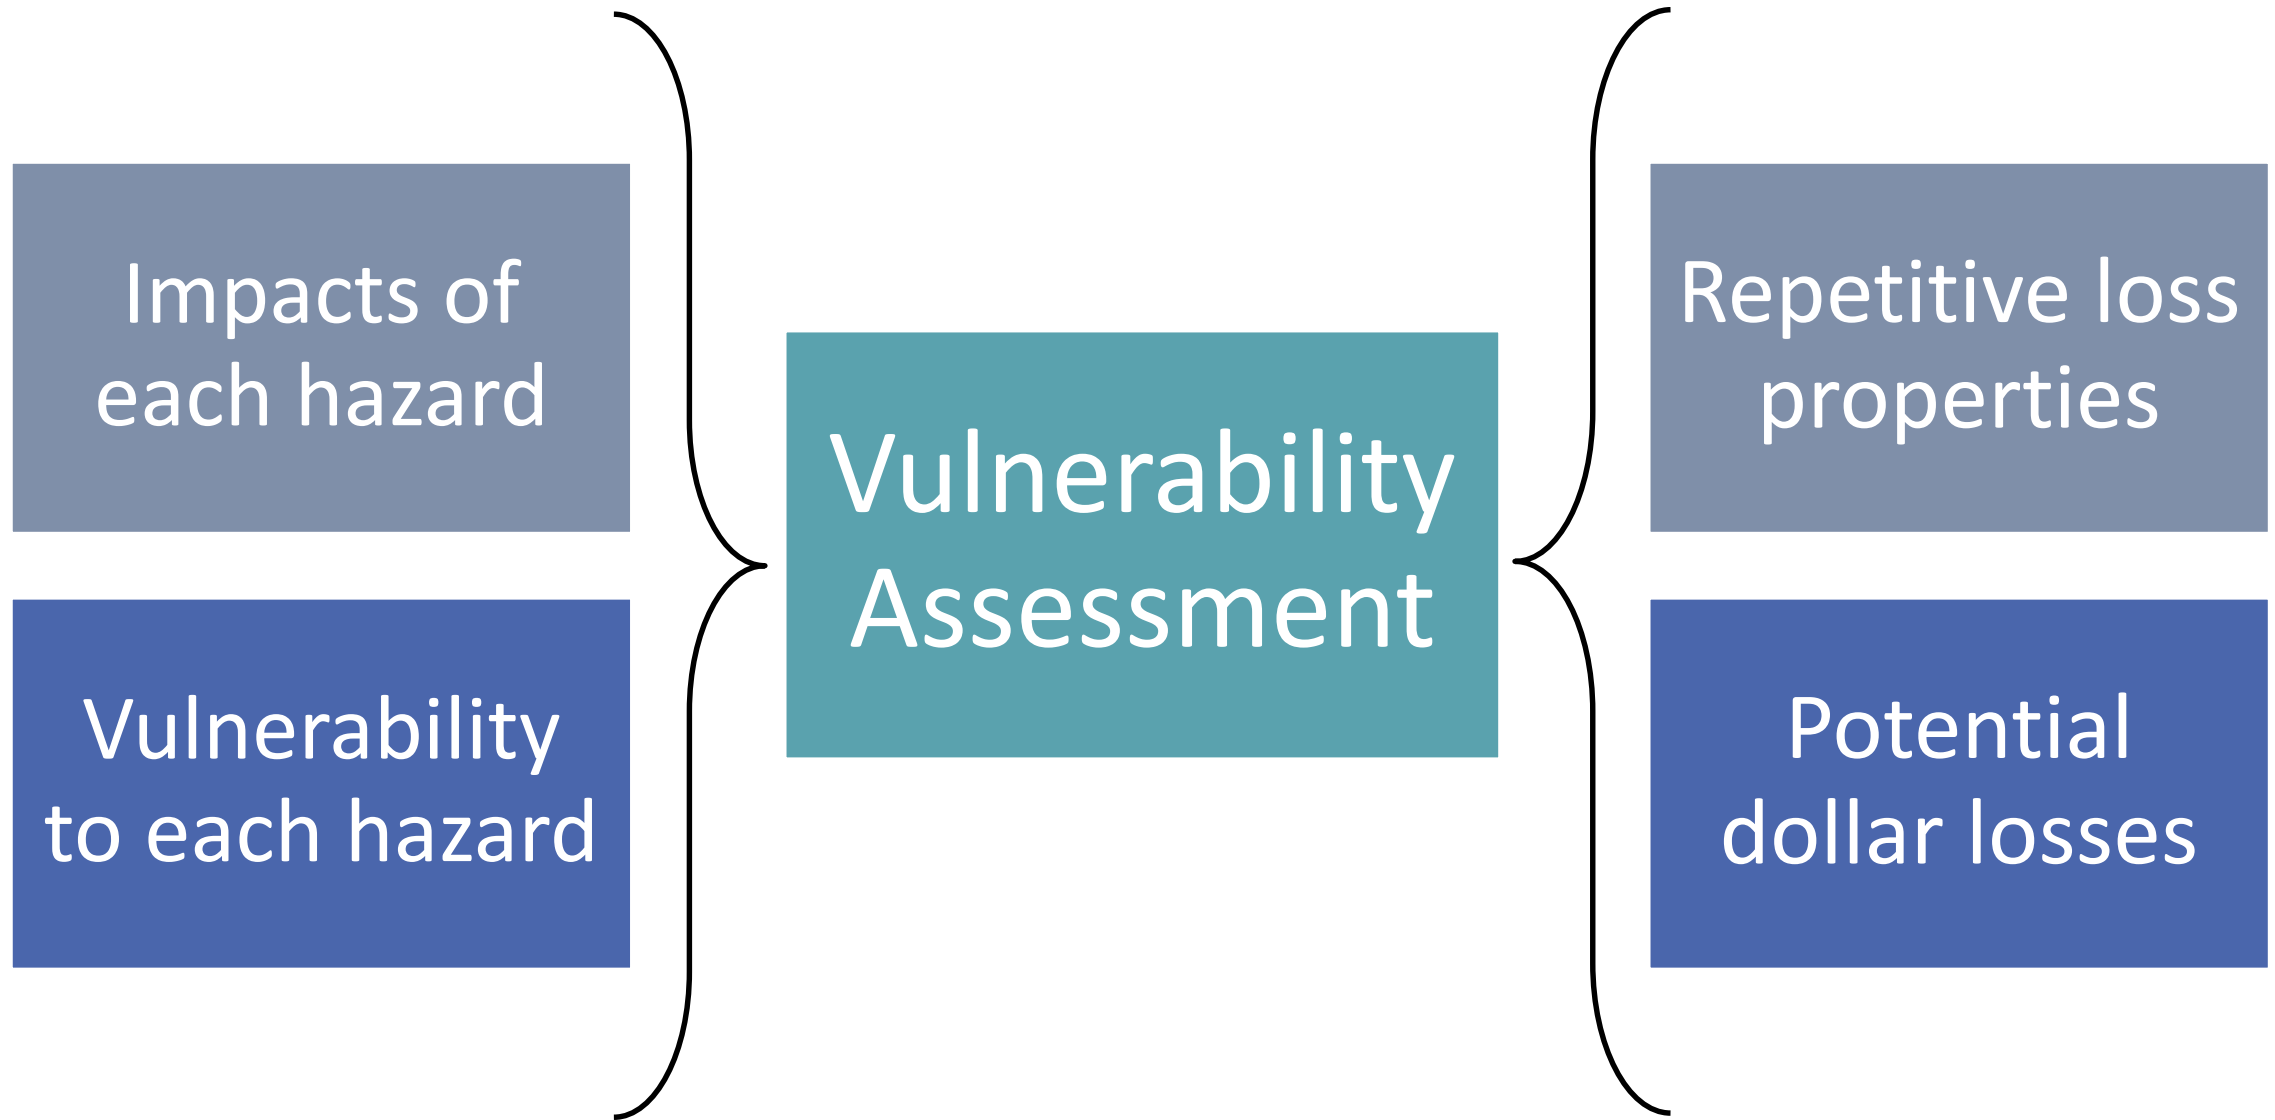 Impacts of
each hazard
Vulnerability
to each hazard
Vulnerability
Assessment
Repetitive loss
properties
Potential
dollar losses